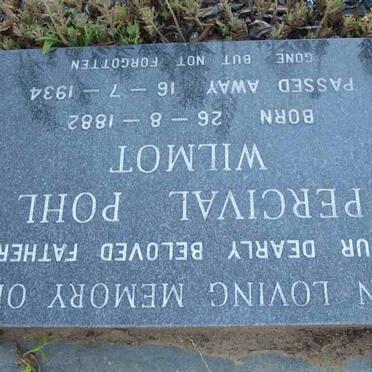 N LOVING MEMORY O
UR DEARLY BELOVED FATHER
PERCIVAL POHL
WILMOT
BORN 26 – 8 – 1882
PASSED AWAY 16 – 7 – 1934
GONE BUT NOT FORGOTTEN